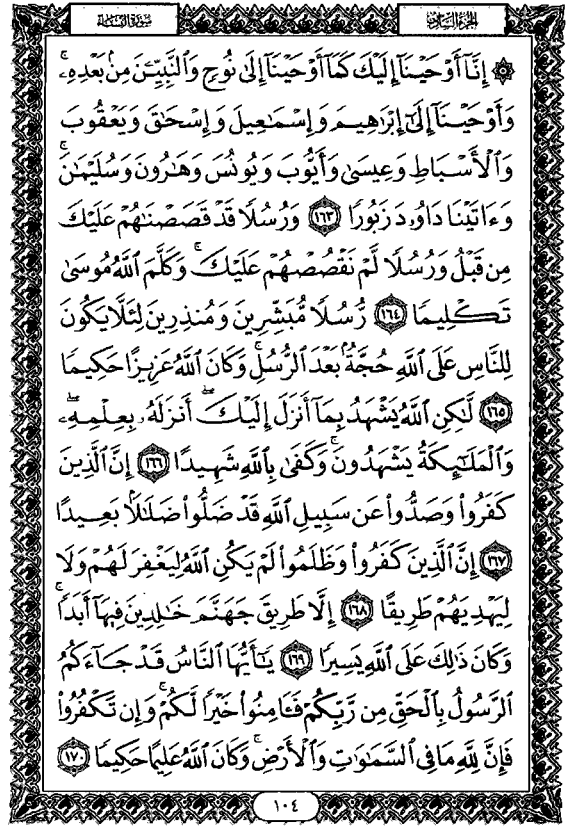 الجزء السادس
سورة النساء
۞ إِنَّآ أَوْحَيْنَآ إِلَيْكَ كَمَآ أَوْحَيْنَآ إِلَىٰ نُوحٍ وَٱلنَّبِيِّـۧنَ مِنۢ بَعْدِهِۦۚ
وَأَوْحَيْنَآ إِلَىٰٓ إِبْرَٰهِيمَ وَإِسْمَٰعِيلَ وَإِسْحَٰقَ وَيَعْقُوبَ
وَٱلْأَسْبَاطِ وَعِيسَىٰ وَأَيُّوبَ وَيُونُسَ وَهَٰرُونَ وَسُلَيْمَٰنَۚ
وَءَاتَيْنَا دَاوُۥدَ زَبُورًا ١٦٣ وَرُسُلًا قَدْ قَصَصْنَٰهُمْ عَلَيْكَ
مِن قَبْلُ وَرُسُلًا لَّمْ نَقْصُصْهُمْ عَلَيْكَۚ وَكَلَّمَ ٱللَّهُ مُوسَىٰ
تَكْلِيمًا ١٦٤ رُّسُلًا مُّبَشِّرِينَ وَمُنذِرِينَ لِئَلَّا يَكُونَ
لِلنَّاسِ عَلَى ٱللَّهِ حُجَّةٌۢ بَعْدَ ٱلرُّسُلِۚ وَكَانَ ٱللَّهُ عَزِيزًا حَكِيمًا
١٦٥ لَّٰكِنِ ٱللَّهُ يَشْهَدُ بِمَآ أَنزَلَ إِلَيْكَۖ أَنزَلَهُۥ بِعِلْمِهِۦۖ
وَٱلْمَلَٰٓئِكَةُ يَشْهَدُونَۚ وَكَفَىٰ بِٱللَّهِ شَهِيدًا ١٦٦ إِنَّ ٱلَّذِينَ
كَفَرُوا۟ وَصَدُّوا۟ عَن سَبِيلِ ٱللَّهِ قَدْ ضَلُّوا۟ ضَلَٰلًۢا بَعِيدًا
١٦٧ إِنَّ ٱلَّذِينَ كَفَرُوا۟ وَظَلَمُوا۟ لَمْ يَكُنِ ٱللَّهُ لِيَغْفِرَ لَهُمْ وَلَا
لِيَهْدِيَهُمْ طَرِيقًا ١٦٨ إِلَّا طَرِيقَ جَهَنَّمَ خَٰلِدِينَ فِيهَآ أَبَدًاۚ
وَكَانَ ذَٰلِكَ عَلَى ٱللَّهِ يَسِيرًا ١٦٩ يَٰٓأَيُّهَا ٱلنَّاسُ قَدْ جَآءَكُمُ
ٱلرَّسُولُ بِٱلْحَقِّ مِن رَّبِّكُمْ فَـَٔامِنُوا۟ خَيْرًا لَّكُمْۚ وَإِن تَكْفُرُوا۟
فَإِنَّ لِلَّهِ مَا فِى ٱلسَّمَٰوَٰتِ وَٱلْأَرْضِۚ وَكَانَ ٱللَّهُ عَلِيمًا حَكِيمًا ١٧٠
١٠٤